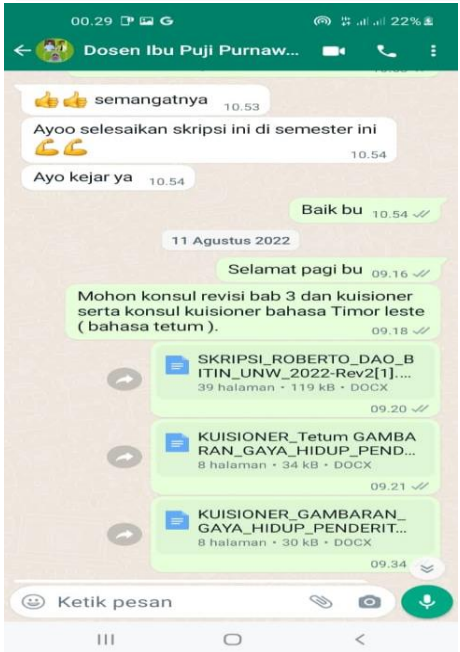 00.29 G 22%
Dosen Ibu Puji Purnaw...
semangatnya 10.53
Ayoo selesaikan skripsi ini di semester ini
10.54
Ayo kejar ya 10.54
Baik bu 10.54
11 Agustus 2022
Selamat pagi bu 09.16
Mohon konsul revisi bab 3 dan kuisioner
serta konsul kuisioner bahasa Timor leste
( bahasa tetum ).
09.18
SKRIPSI_ROBERTO_DAO_B
ITIN_UNW_2022-Rev2[1]....
39 halaman • 119 kB • DOCX
09.20
KUISIONER_Tetum GAMBA
RAN_GAYA_HIDUP_PEND...
8 halaman • 34 kB • DOCX
09.21
KUISIONER_GAMBARAN_
GAYA_HIDUP_PENDERIT...
8 halaman • 30 kB • DOCX
09.34
Ketik pesan